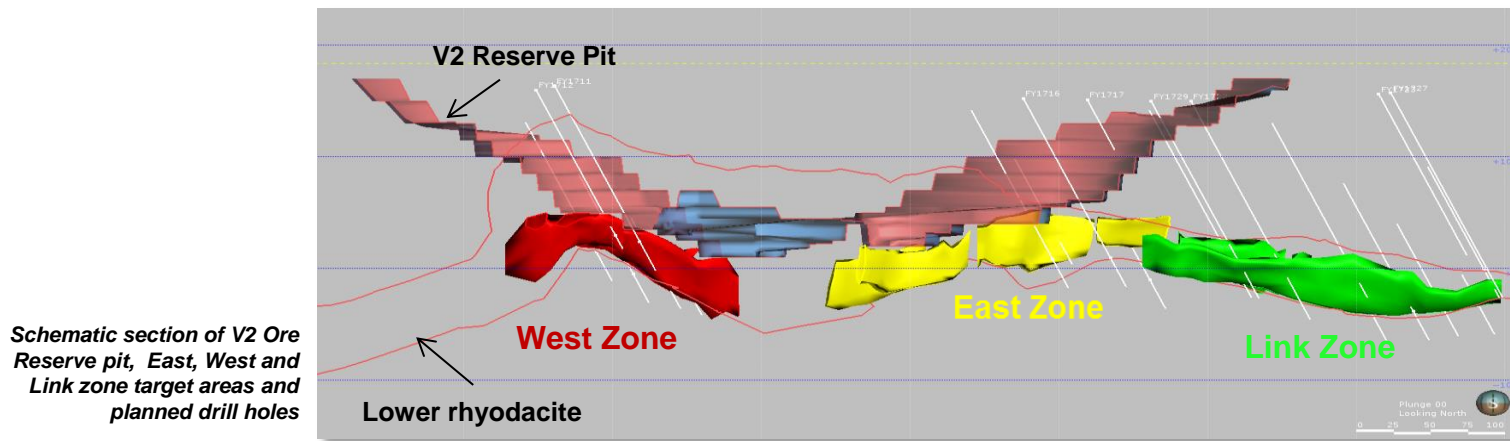 V2 Reserve Pit
FY1711
FY1712
FY1716
FY1717
FY1729
West Zone
East Zone
Link Zone
Lower rhyodacite
Schematic section of V2 Ore
Reserve pit, East, West and
Link zone target areas and
planned drill holes
Plunge 00
Looking North
0 25 50 75 100